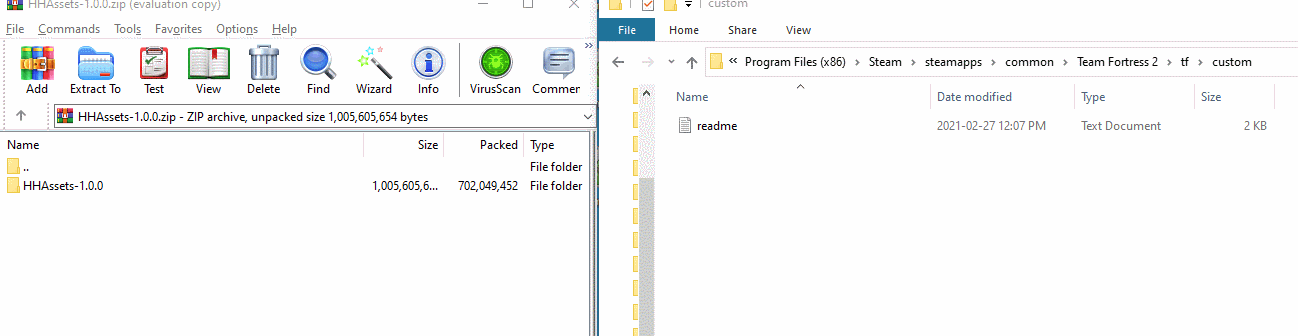 HHAssets-1.0.0.zip (evaluation copy)
File Commands Tools Favorites Options Help
Add Extract To Test View Delete Find Wizard Info VirusScan Commen
HHAssets-1.0.0.zip - ZIP archive, unpacked size 1,005,605,654 bytes
Name Size Packed Type
.. File folder
HHAssets-1.0.0 1,005,605,6... 702,049,452 File folder
custom
File Home Share View
« Program Files (x86) > Steam > steamapps > common > Team Fortress 2 > tf > custom
Name Date modified Type Size
readme 2021-02-27 12:07 PM Text Document 2 KB